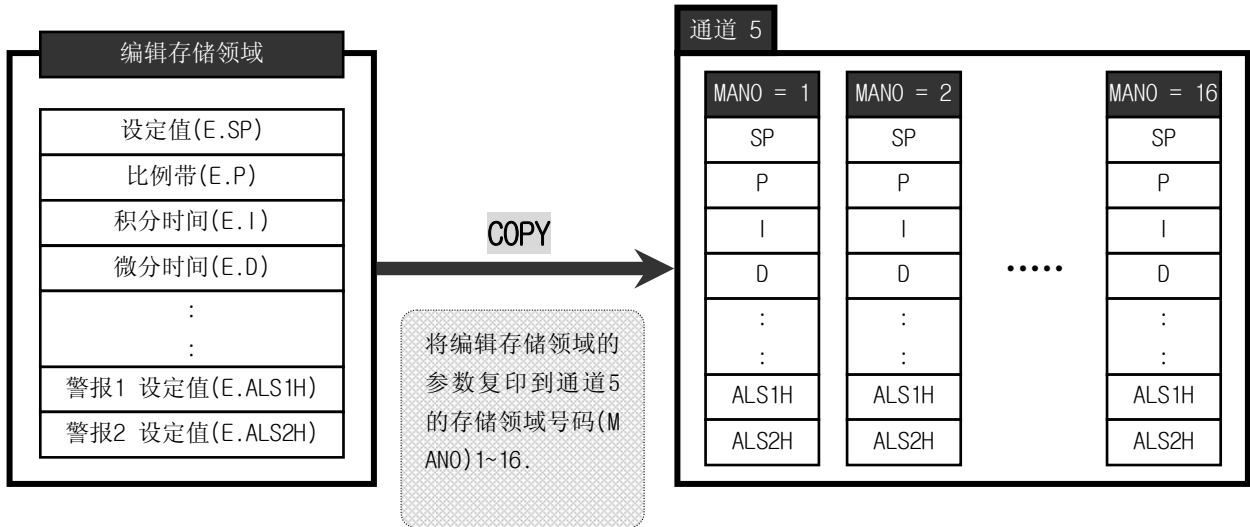 编辑存储领域
设定值(E.SP)
比例带(E.P)
积分时间(E.I)
微分时间(E.D)
:
:
警报1 设定值(E.ALS1H)
警报2 设定值(E.ALS2H)
COPY
将编辑存储领域的
参数复印到通道5
的存储领域号码(M
ANO)1~16.
通道 5
MANO = 1
SP
P
I
D
:
:
ALS1H
ALS2H
MANO = 2
SP
P
I
D
:
:
ALS1H
ALS2H
•••••
MANO = 16
SP
P
I
D
:
:
ALS1H
ALS2H